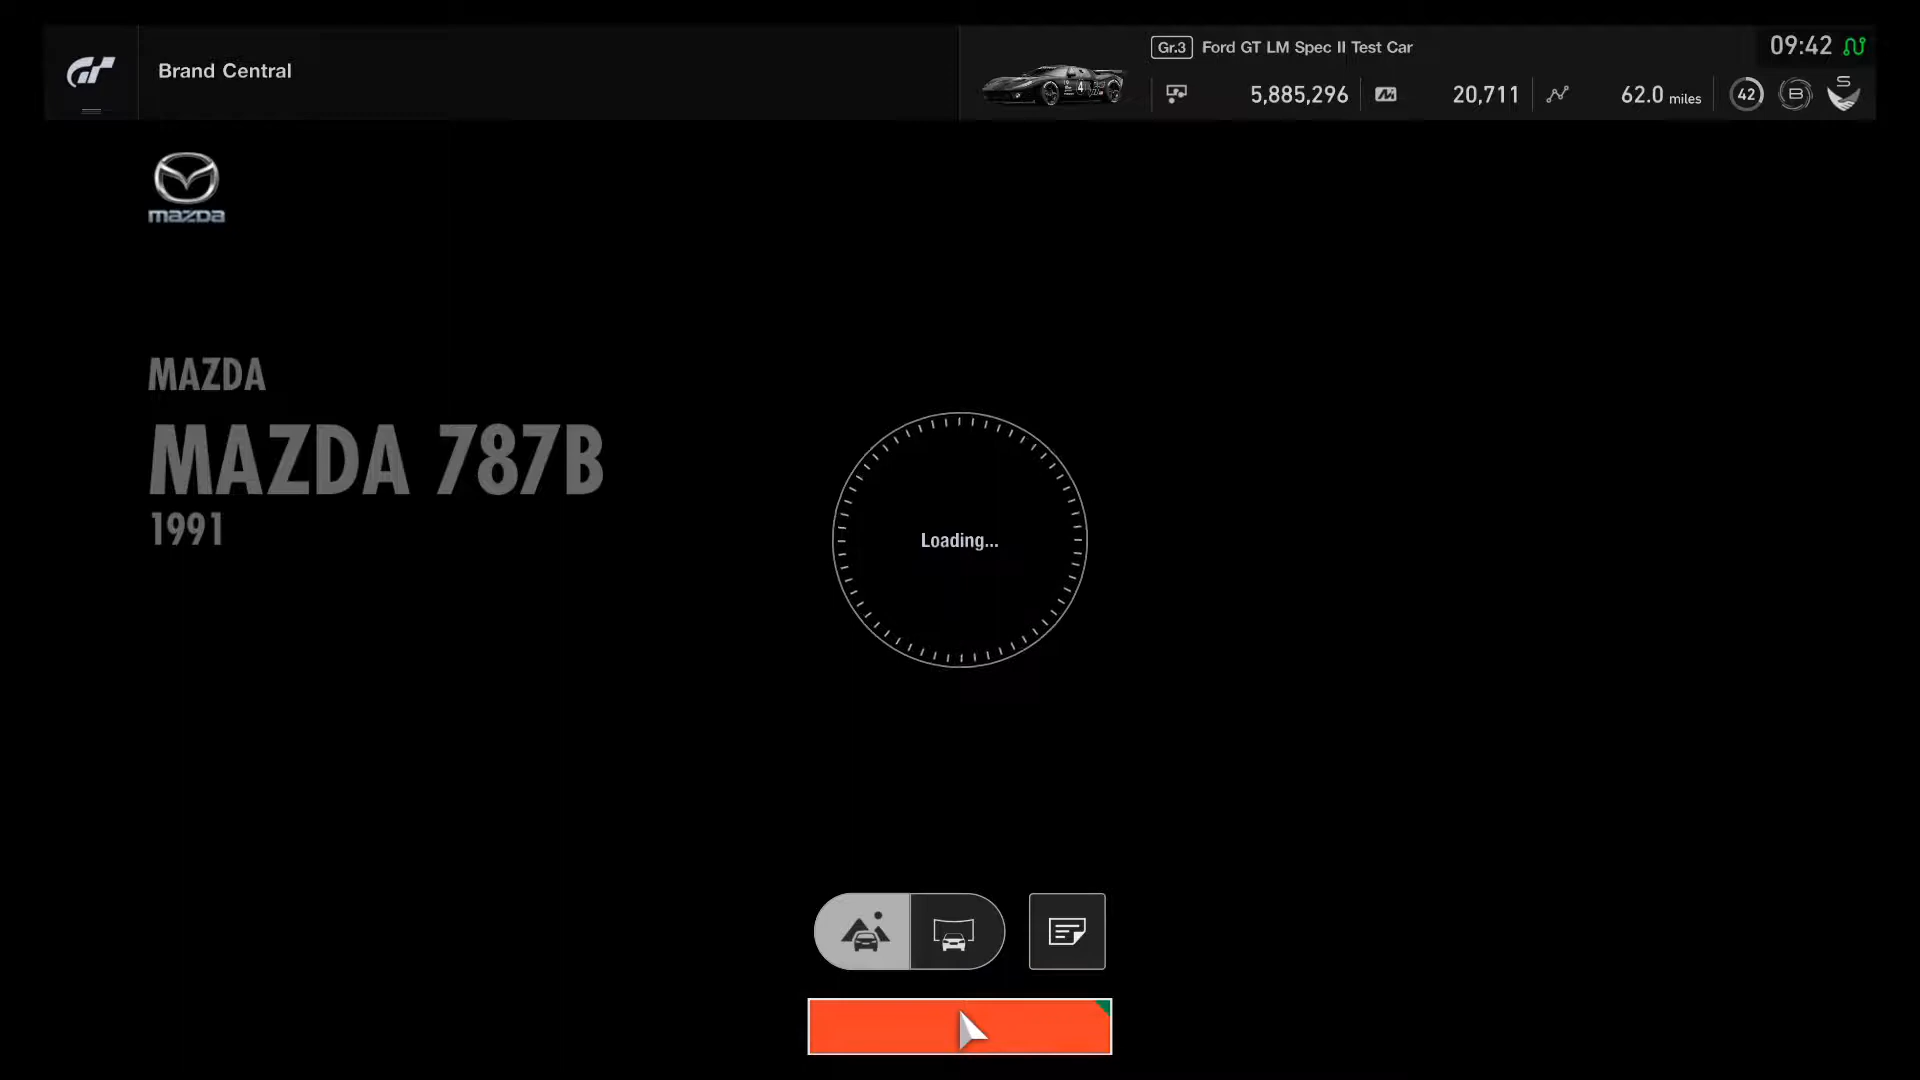 Brand Central
Gr.3 Ford GT LM Spec II Test Car
09:42
5,885,296
20,711
62.0 miles
42
B
S
mazda
MAZDA
MAZDA 787B
1991
Loading...